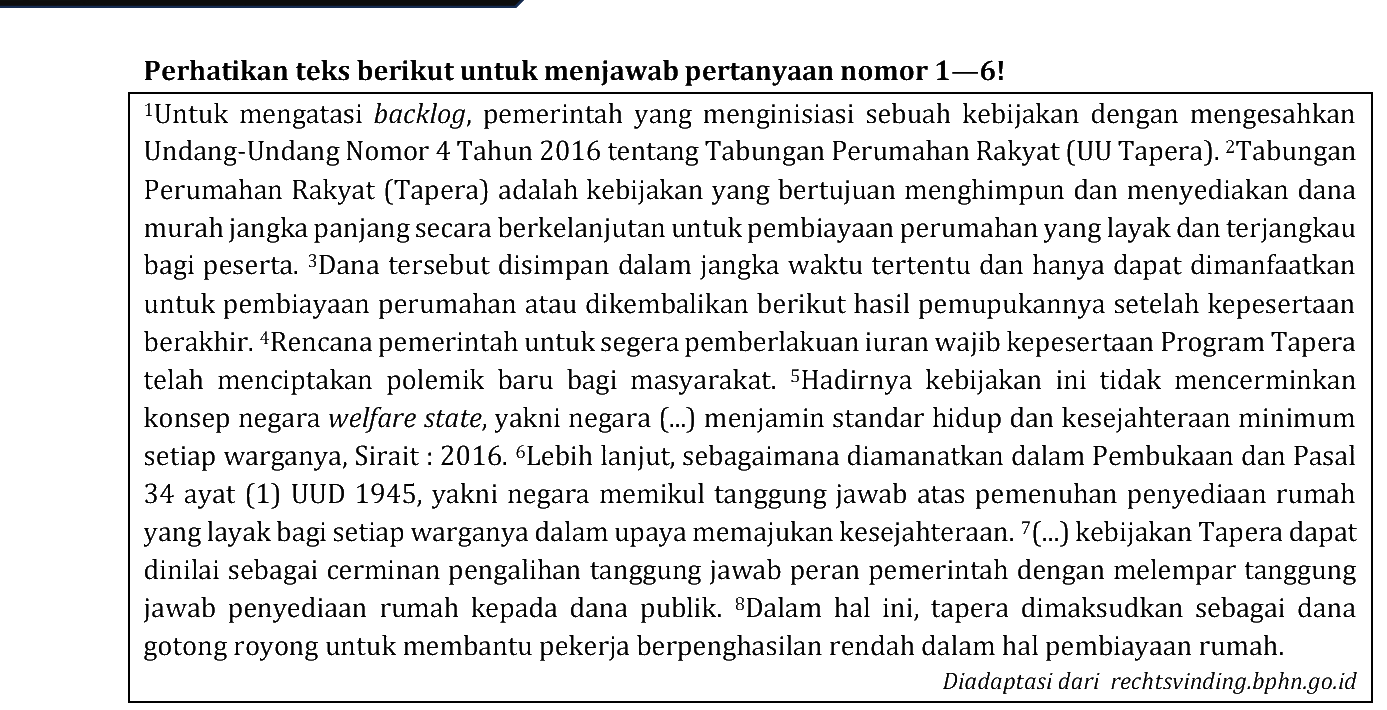 Perhatikan teks berikut untuk menjawab pertanyaan nomor 1—6!
¹Untuk mengatasi backlog, pemerintah yang menginisiasi sebuah kebijakan dengan mengesahkan
Undang-Undang Nomor 4 Tahun 2016 tentang Tabungan Perumahan Rakyat (UU Tapera). ²Tabungan
Perumahan Rakyat (Tapera) adalah kebijakan yang bertujuan menghimpun dan menyediakan dana
murah jangka panjang secara berkelanjutan untuk pembiayaan perumahan yang layak dan terjangkau
bagi peserta. ³Dana tersebut disimpan dalam jangka waktu tertentu dan hanya dapat dimanfaatkan
untuk pembiayaan perumahan atau dikembalikan berikut hasil pemupukannya setelah kepesertaan
berakhir. ⁴Rencana pemerintah untuk segera pemberlakuan iuran wajib kepesertaan Program Tapera
telah menciptakan polemik baru bagi masyarakat. ⁵Hadirnya kebijakan ini tidak mencerminkan
konsep negara welfare state, yakni negara (...) menjamin standar hidup dan kesejahteraan minimum
setiap warganya, Sirait : 2016. ⁶Lebih lanjut, sebagaimana diamanatkan dalam Pembukaan dan Pasal
34 ayat (1) UUD 1945, yakni negara memikul tanggung jawab atas pemenuhan penyediaan rumah
yang layak bagi setiap warganya dalam upaya memajukan kesejahteraan. ⁷(...) kebijakan Tapera dapat
dinilai sebagai cerminan pengalihan tanggung jawab peran pemerintah dengan melempar tanggung
jawab penyediaan rumah kepada dana publik. ⁸Dalam hal ini, tapera dimaksudkan sebagai dana
gotong royong untuk membantu pekerja berpenghasilan rendah dalam hal pembiayaan rumah.
Diadaptasi dari rechtsvinding.bphn.go.id